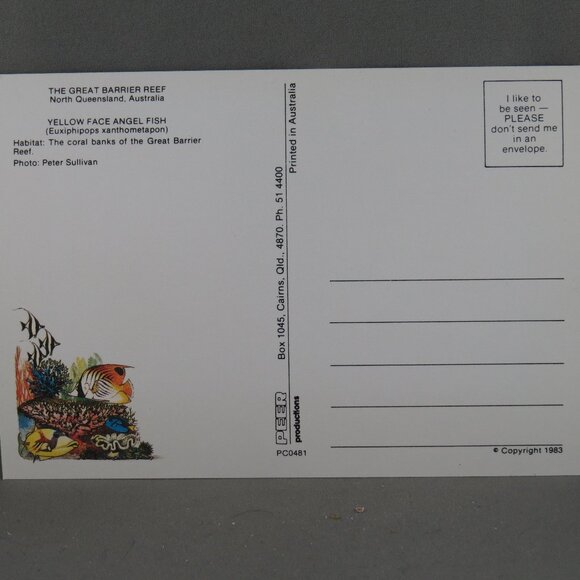 THE GREAT BARRIER REEF
North Queensland, Australia
YELLOW FACE ANGEL FISH
(Euxiphipops xanthometapon)
Habitat: The coral banks of the Great Barrier
Reef.
Photo: Peter Sullivan
PEER productions Box 1045, Cairns, Qld., 4870. Ph. 51 4400
Printed in Australia
PC0481
I like to
be seen —
PLEASE
don't send me
in an
envelope.
© Copyright 1983